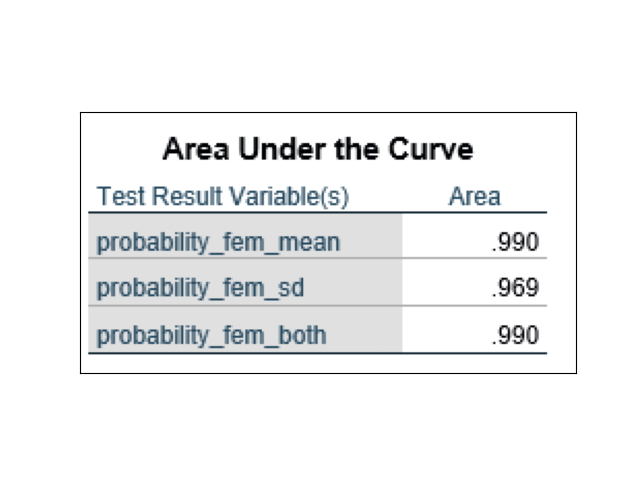 Area Under the Curve
Test Result Variable(s) Area
probability_fem_mean .990
probability_fem_sd .969
probability_fem_both .990